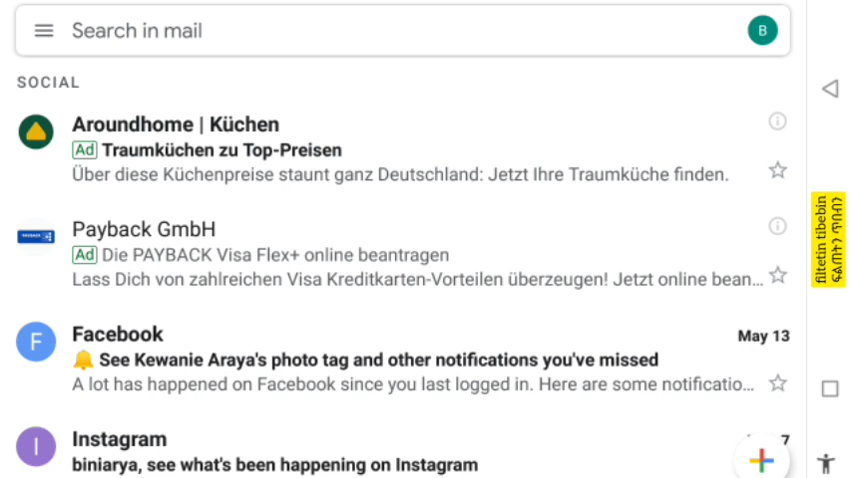 Search in mail
B
SOCIAL
Aroundhome | Küchen
Ad Traumküchen zu Top-Preisen
Über diese Küchenpreise staunt ganz Deutschland: Jetzt Ihre Traumküche finden.
Payback GmbH
Ad Die PAYBACK Visa Flex+ online beantragen
Lass Dich von zahlreichen Visa Kreditkarten-Vorteilen überzeugen! Jetzt online bean...
F
Facebook
May 13
See Kewanie Araya's photo tag and other notifications you've missed
A lot has happened on Facebook since you last logged in. Here are some notificatio...
I
Instagram
7
biniarya, see what's been happening on Instagram
filtetin tibebin
ፍልጠትን ጥበብን